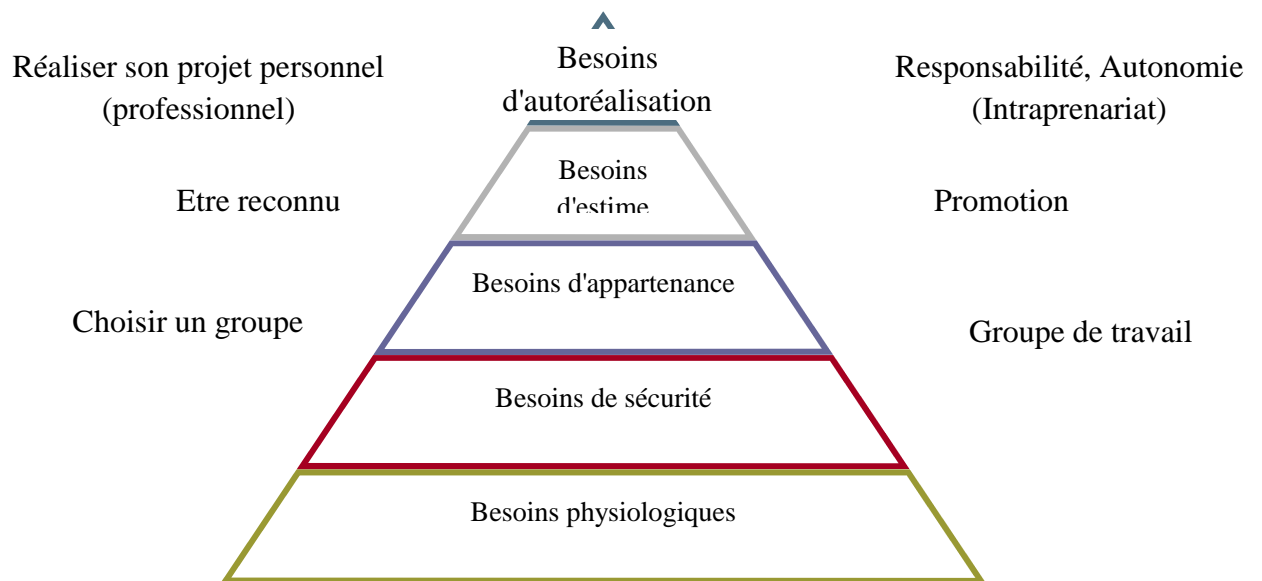 Réaliser son projet personnel
(professionnel)
Besoins
d'autoréalisation
Responsabilité, Autonomie
(Intraprenariat)
Etre reconnu
Besoins
d'estime
Promotion
Choisir un groupe
Besoins d'appartenance
Groupe de travail
Besoins de sécurité
Besoins physiologiques